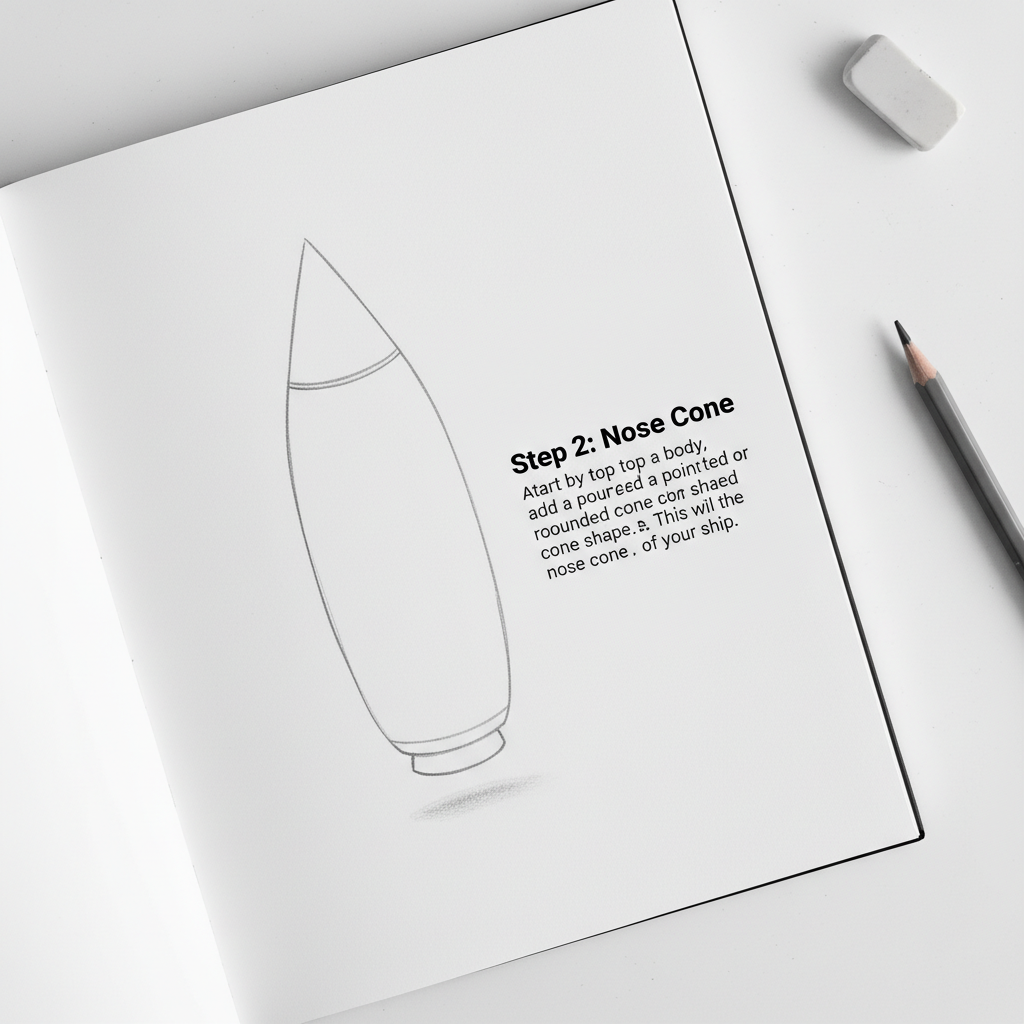 Step 2: Nose Cone
Atart by top top a body,
add a poureed a pointted or
roounded cone con shaed
cone shape. This wil the
nose cone . of your ship.